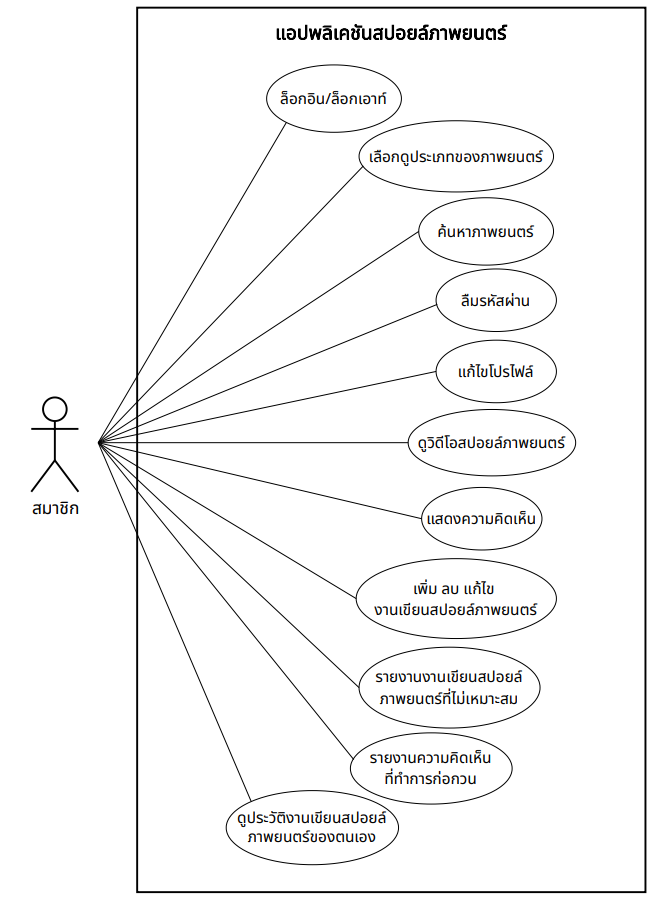 แอปพลิเคชันสปอยล์ภาพยนตร์
ล็อกอิน/ล็อกเอาท์
เลือกดูประเภทของภาพยนตร์
ค้นหาภาพยนตร์
ลืมรหัสผ่าน
แก้ไขโปรไฟล์
ดูวิดีโอสปอยล์ภาพยนตร์
สมาชิก
แสดงความคิดเห็น
เพิ่ม ลบ แก้ไข
งานเขียนสปอยล์ภาพยนตร์
รายงานงานเขียนสปอยล์
ภาพยนตร์ที่ไม่เหมาะสม
รายงานความคิดเห็น
ที่ทำการก่อกวน
ดูประวัติงานเขียนสปอยล์
ภาพยนตร์ของตนเอง